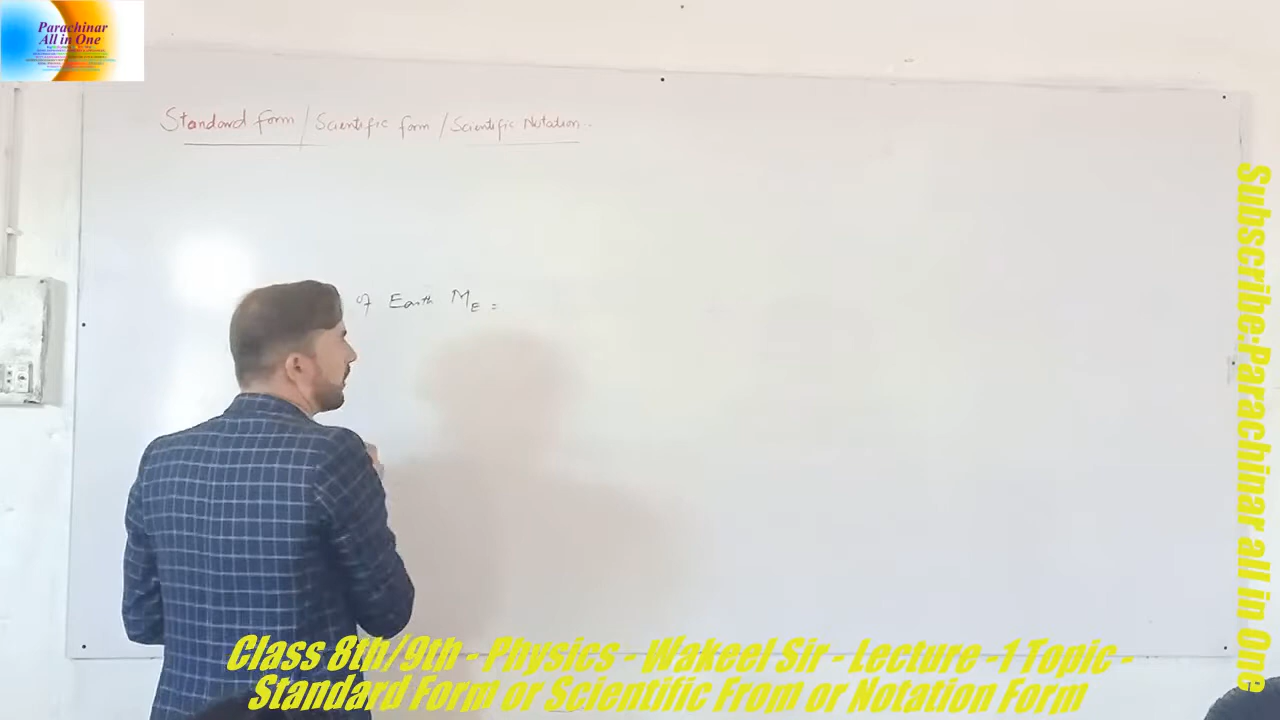 Parachinar
All in One
Standard form / Scientific form / Scientific Notation..
of Earth M_E =
Subscribe:Parachinar all in One
Class 8th/9th - Physics - Wakeel Sir - Lecture -1 Topic -
Standard Form or Scientific From or Notation Form